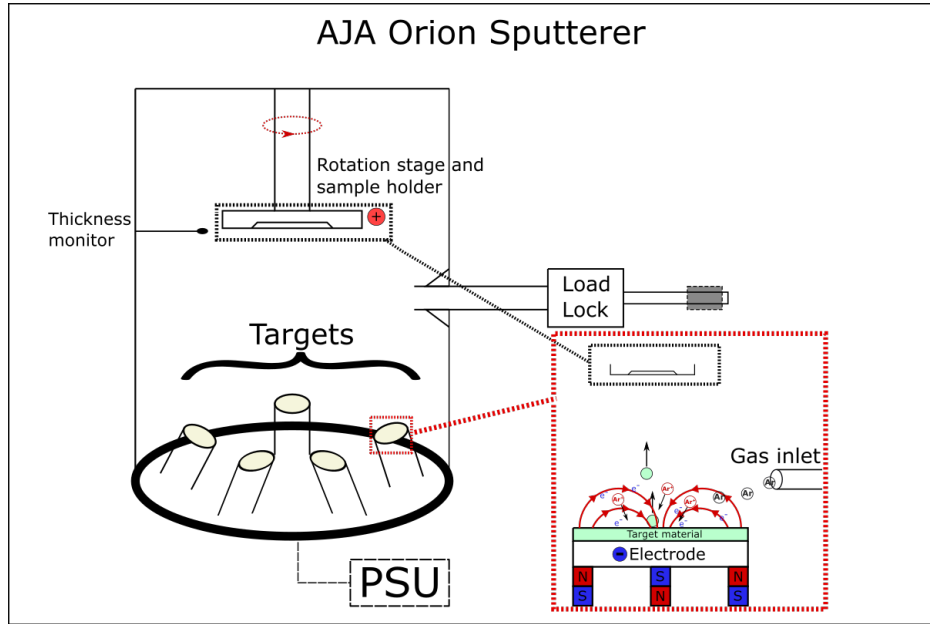 AJA Orion Sputterer
Rotation stage and
sample holder
+
Thickness
monitor
Load
Lock
Targets
Gas inlet
Ar
Ar
Ar
Ar⁺
Ar⁺
Ar⁺
e⁻
e⁻
e⁻
e⁻
e⁻
Target material
Electrode
N
S
N
S
N
S
PSU